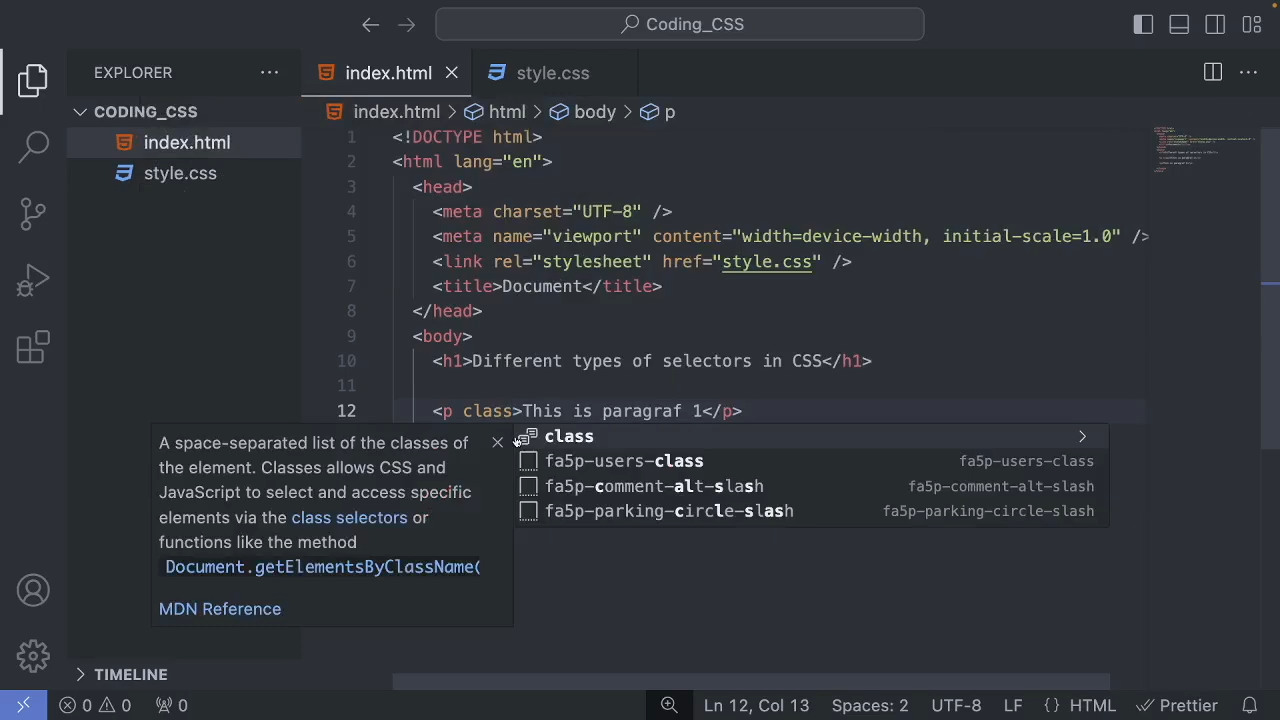 Coding_CSS
EXPLORER
index.html
style.css
CODING_CSS
index.html
style.css
index.html > html > body > p
1 <!DOCTYPE html>
2 <html lang="en">
3 <head>
4 <meta charset="UTF-8" />
5 <meta name="viewport" content="width=device-width, initial-scale=1.0" />
6 <link rel="stylesheet" href="style.css" />
7 <title>Document</title>
8 </head>
9 <body>
10 <h1>Different types of selectors in CSS</h1>
11
12 <p class>This is paragraf 1</p>
A space-separated list of the classes of
the element. Classes allows CSS and
JavaScript to select and access specific
elements via the class selectors or
functions like the method
Document.getElementsByClassName(
MDN Reference
class
fa5p-users-class fa5p-users-class
fa5p-comment-alt-slash fa5p-comment-alt-slash
fa5p-parking-circle-slash fa5p-parking-circle-slash
TIMELINE
0 0 0 Ln 12, Col 13 Spaces: 2 UTF-8 LF {} HTML Prettier